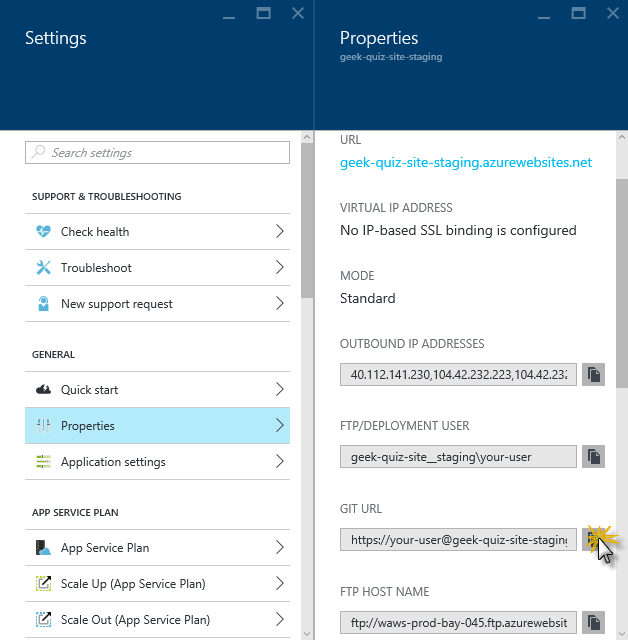 Settings
Search settings
SUPPORT & TROUBLESHOOTING
Check health
Troubleshoot
New support request
GENERAL
Quick start
Properties
Application settings
APP SERVICE PLAN
App Service Plan
Scale Up (App Service Plan)
Scale Out (App Service Plan)
Properties
geek-quiz-site-staging
URL
geek-quiz-site-staging.azurewebsites.net
VIRTUAL IP ADDRESS
No IP-based SSL binding is configured
MODE
Standard
OUTBOUND IP ADDRESSES
40.112.141.230,104.42.232.223,104.42.232
FTP/DEPLOYMENT USER
geek-quiz-site__staging\your-user
GIT URL
https://your-user@geek-quiz-site-staging
FTP HOST NAME
ftp://waws-prod-bay-045.ftp.azurewebsit